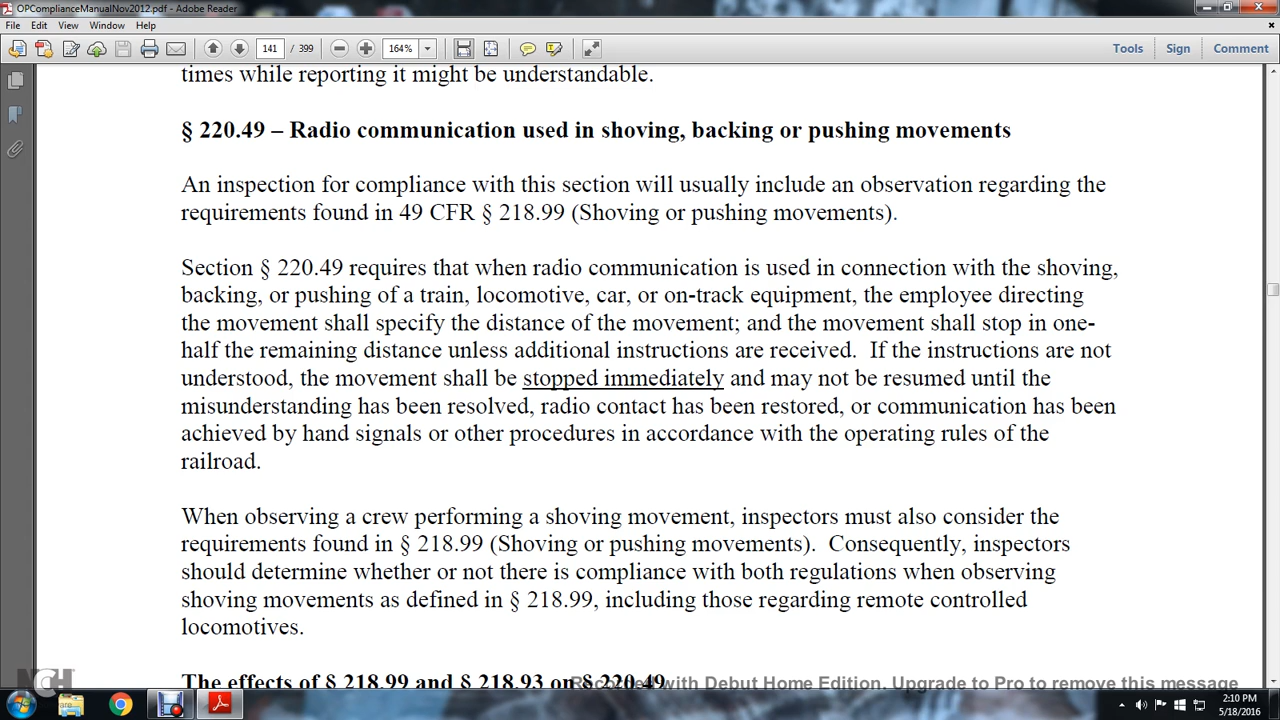 OPComplianceManualNov2012.pdf - Adobe Reader
File Edit View Window Help
141 / 399 164% Tools Sign Comment
times while reporting it might be understandable.
§ 220.49 – Radio communication used in shoving, backing or pushing movements
An inspection for compliance with this section will usually include an observation regarding the
requirements found in 49 CFR § 218.99 (Shoving or pushing movements).
Section § 220.49 requires that when radio communication is used in connection with the shoving,
backing, or pushing of a train, locomotive, car, or on-track equipment, the employee directing
the movement shall specify the distance of the movement; and the movement shall stop in one-
half the remaining distance unless additional instructions are received. If the instructions are not
understood, the movement shall be stopped immediately and may not be resumed until the
misunderstanding has been resolved, radio contact has been restored, or communication has been
achieved by hand signals or other procedures in accordance with the operating rules of the
railroad.
When observing a crew performing a shoving movement, inspectors must also consider the
requirements found in § 218.99 (Shoving or pushing movements). Consequently, inspectors
should determine whether or not there is compliance with both regulations when observing
shoving movements as defined in § 218.99, including those regarding remote controlled
locomotives.
The effects of § 218.99 and § 218.93 on § 220.49
NCH
with Debut Home Edition. Upgrade to Pro to remove this message
2:10 PM
5/18/2016